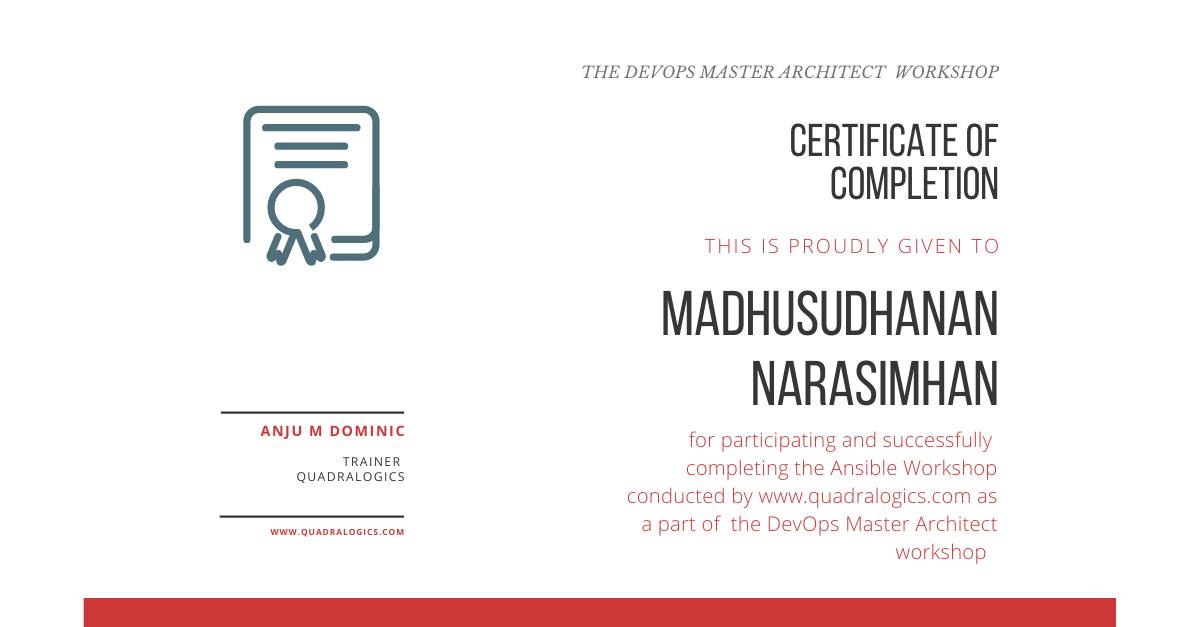 THE DEVOPS MASTER ARCHITECT WORKSHOP
CERTIFICATE OF
COMPLETION
THIS IS PROUDLY GIVEN TO
MADHUSUDHANAN
NARASIMHAN
for participating and successfully
completing the Ansible Workshop
conducted by www.quadralogics.com as
a part of the DevOps Master Architect
workshop
ANJU M DOMINIC
TRAINER
QUADRALOGICS
WWW.QUADRALOGICS.COM